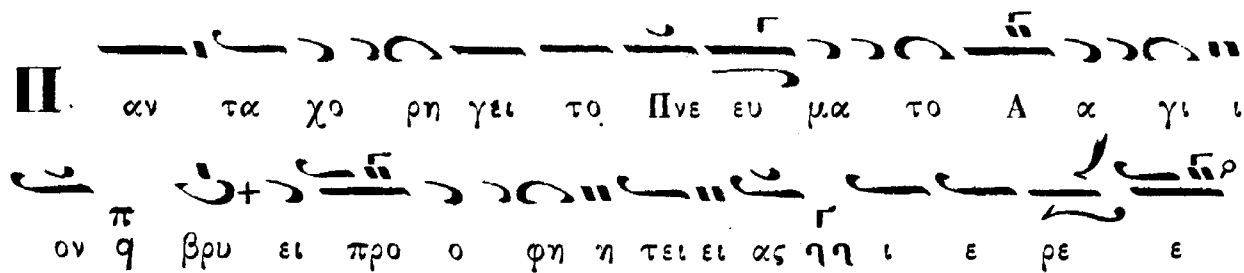 Π αν τα χο ρη γει το Πνε ευ μα το Α α γι ι
ον π q βρυ ει προ ο φη η τει ει ας ηη ι ε ρε ε